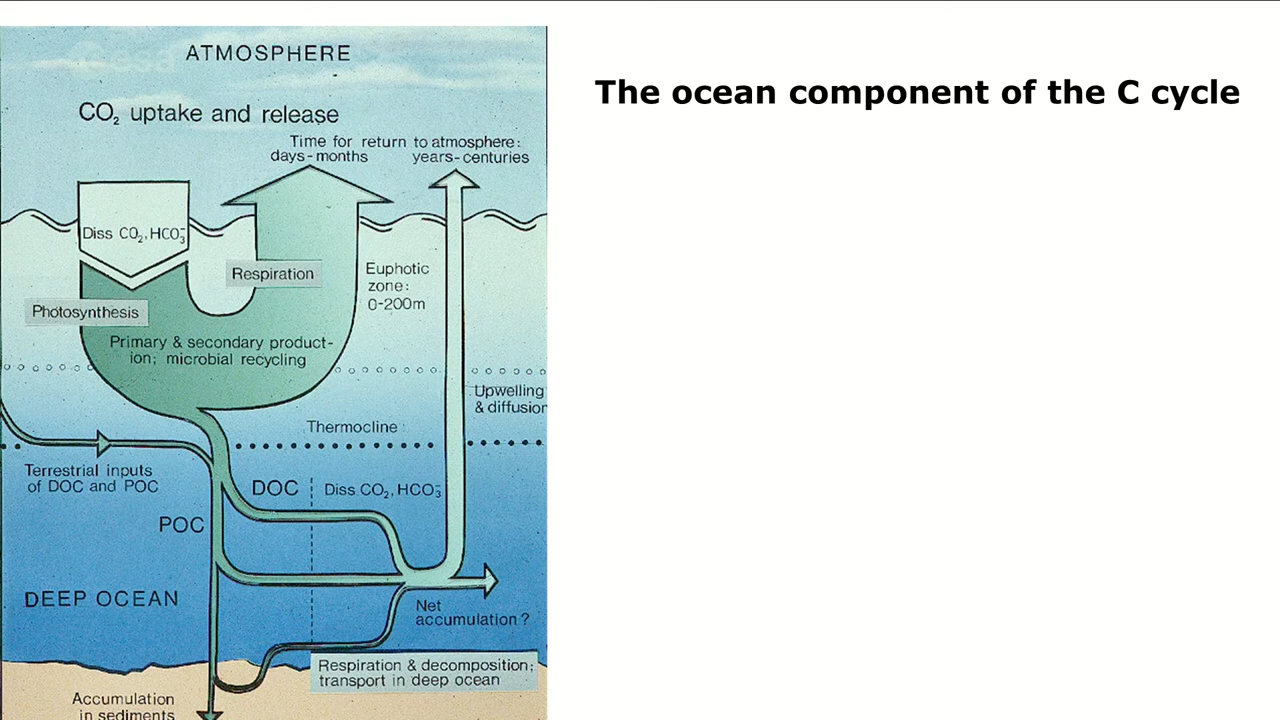 ATMOSPHERE
The ocean component of the C cycle
CO₂ uptake and release
Time for return to atmosphere:
days-months years-centuries
Diss CO₂, HCO₃⁻
Respiration
Euphotic
zone:
0-200m
Photosynthesis
Primary & secondary product-
ion; microbial recycling
Upwelling
& diffusion
Thermocline
Terrestrial inputs
of DOC and POC
DOC
Diss CO₂, HCO₃⁻
POC
DEEP OCEAN
Net
accumulation?
Respiration & decomposition;
transport in deep ocean
Accumulation
in sediments